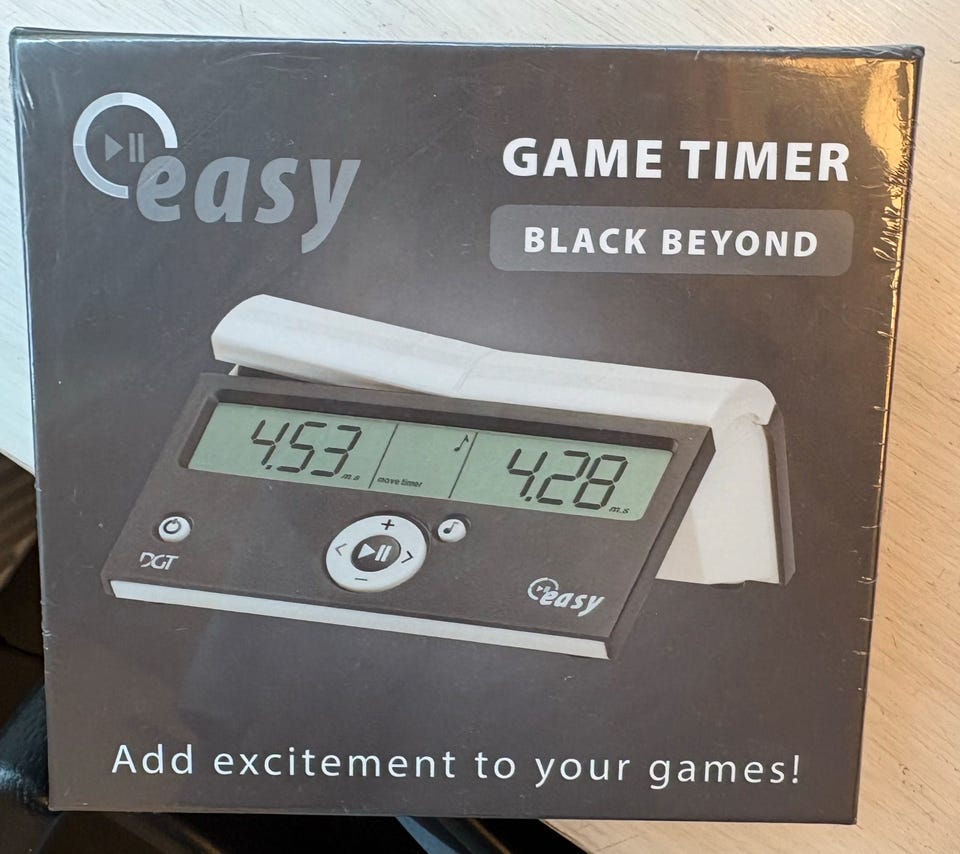 easy
GAME TIMER
BLACK BEYOND
4.53 m.s
move timer
4.28 m.s
DGT
easy
Add excitement to your games!